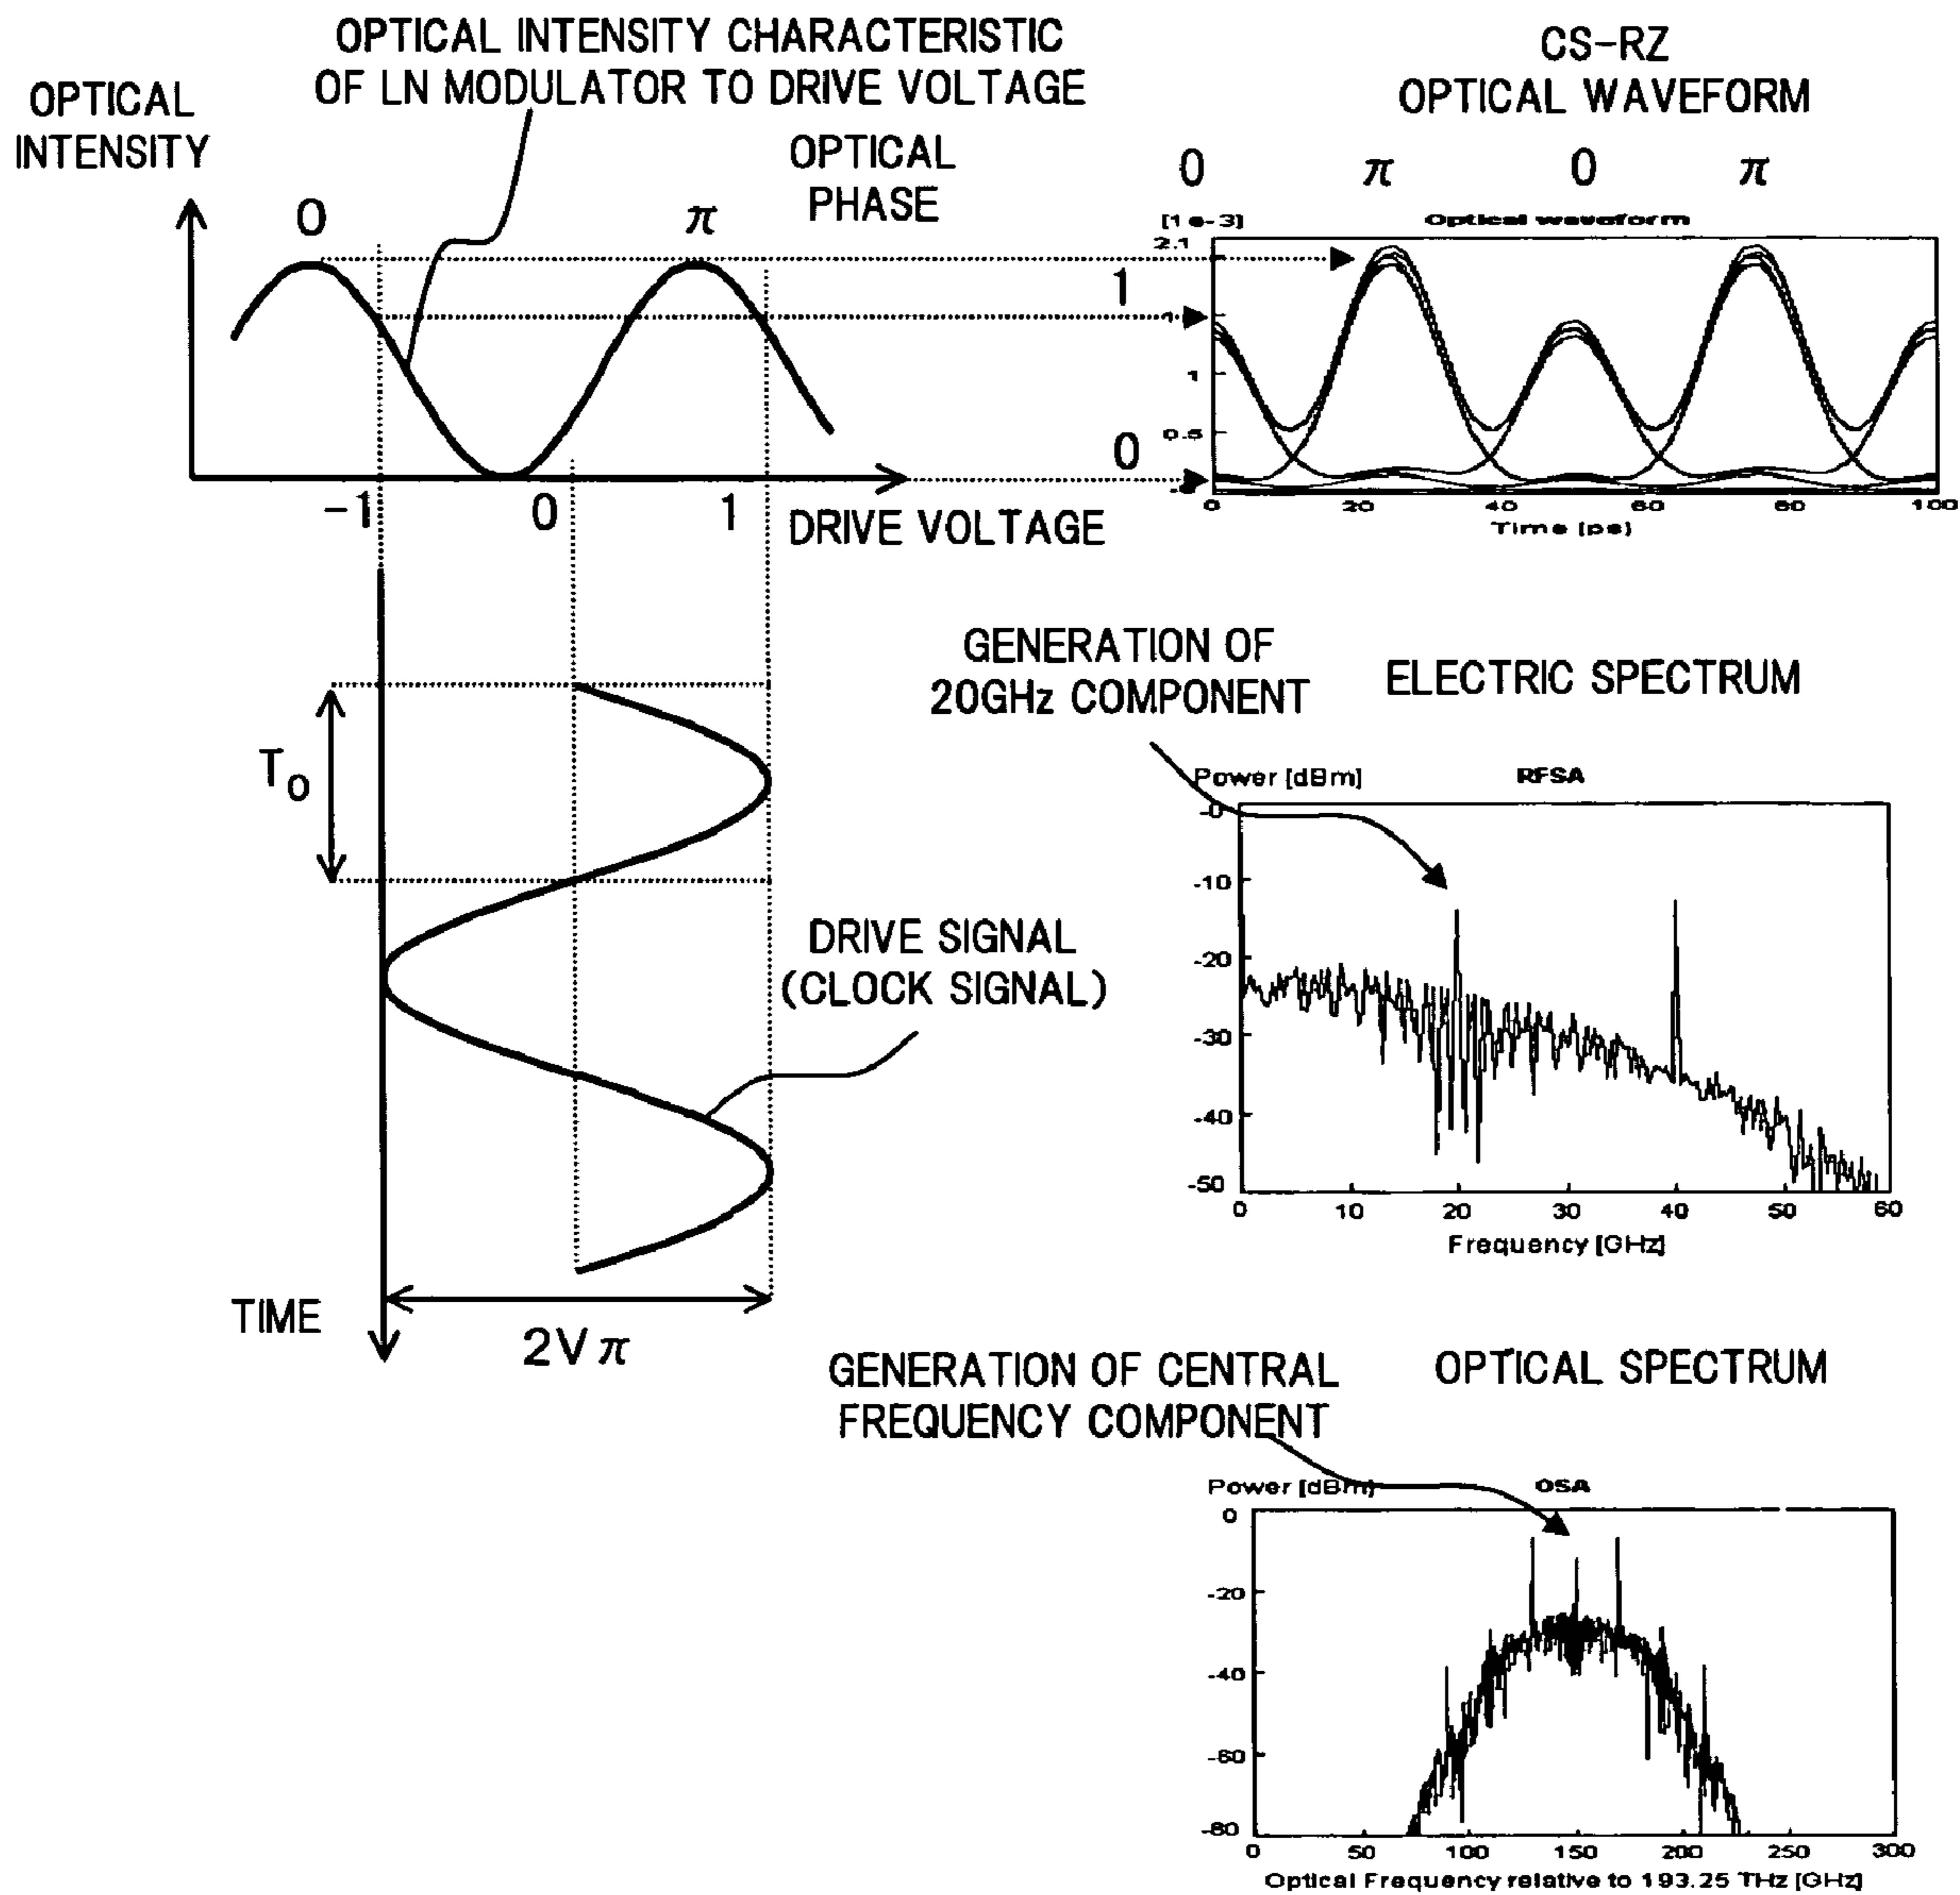 OPTICAL INTENSITY CHARACTERISTIC
OF LN MODULATOR TO DRIVE VOLTAGE
OPTICAL
INTENSITY
OPTICAL
PHASE
0
π
-1
0
1
DRIVE VOLTAGE
CS-RZ
OPTICAL WAVEFORM
0
π
0
π
[1e-3]
Optical waveform
2.1
1
1
0.5
1
0
0
20
40
60
80
100
Time [ps]
T0
DRIVE SIGNAL
(CLOCK SIGNAL)
TIME
2Vπ
GENERATION OF
20GHz COMPONENT
ELECTRIC SPECTRUM
Power [dBm]
RFSA
-0
-10
-20
-30
-40
-50
0
10
20
30
40
50
60
Frequency [GHz]
GENERATION OF CENTRAL
FREQUENCY COMPONENT
OPTICAL SPECTRUM
Power [dBm]
OSA
0
-20
-40
-60
-80
0
50
100
150
200
250
300
Optical Frequency relative to 193.25 THz [GHz]